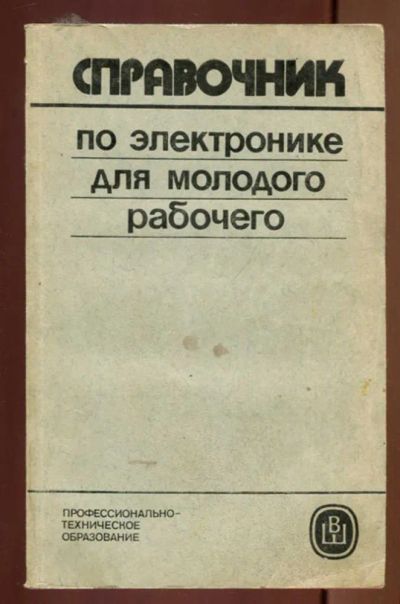 СПРАВОЧНИК
по электронике
для молодого
рабочего
ПРОФЕССИОНАЛЬНО-
ТЕХНИЧЕСКОЕ
ОБРАЗОВАНИЕ
ВШ